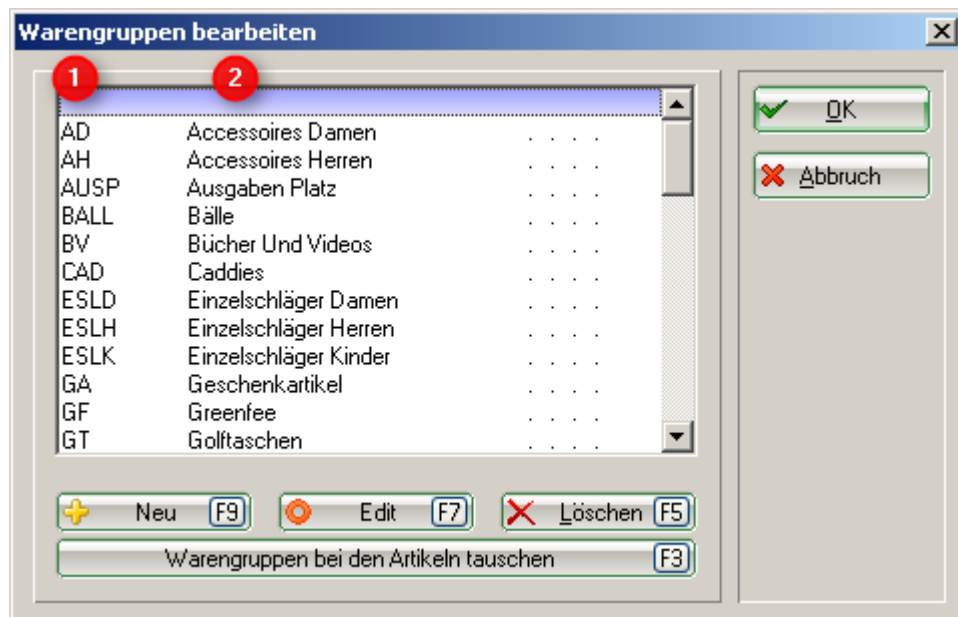 Warengruppen bearbeiten
1 2
AD Accessoires Damen . . . .
AH Accessoires Herren . . . .
AUSP Ausgaben Platz . . . .
BALL Bälle . . . .
BV Bücher Und Videos . . . .
CAD Caddies . . . .
ESLD Einzelschläger Damen . . . .
ESLH Einzelschläger Herren . . . .
ESLK Einzelschläger Kinder . . . .
GA Geschenkartikel . . . .
GF Greenfee . . . .
GT Golftaschen . . . .
OK
Abbruch
Neu F9 Edit F7 Löschen F5
Warengruppen bei den Artikeln tauschen F3